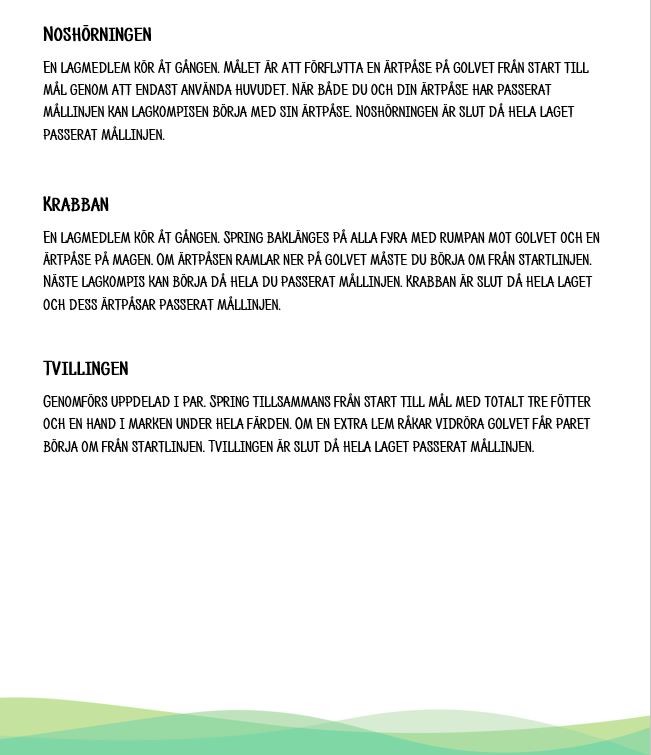 Noshörningen
En lagmedlem kör åt gången. Målet är att förflytta en ärtpåse på golvet från start till
mål genom att endast använda huvudet. När både du och din ärtpåse har passerat
mållinjen kan lagkompisen börja med sin ärtpåse. Noshörningen är slut då hela laget
passerat mållinjen.
Krabban
En lagmedlem kör åt gången. Spring baklänges på alla fyra med rumpan mot golvet och en
ärtpåse på magen. Om ärtpåsen ramlar ner på golvet måste du börja om från startlinjen.
Näste lagkompis kan börja då hela du passerat mållinjen. Krabban är slut då hela laget
och dess ärtpåsar passerat mållinjen.
Tvillingen
Genomförs uppdelad i par. Spring tillsammans från start till mål med totalt tre fötter
och en hand i marken under hela färden. Om en extra lem råkar vidröra golvet får paret
börja om från startlinjen. Tvillingen är slut då hela laget passerat mållinjen.